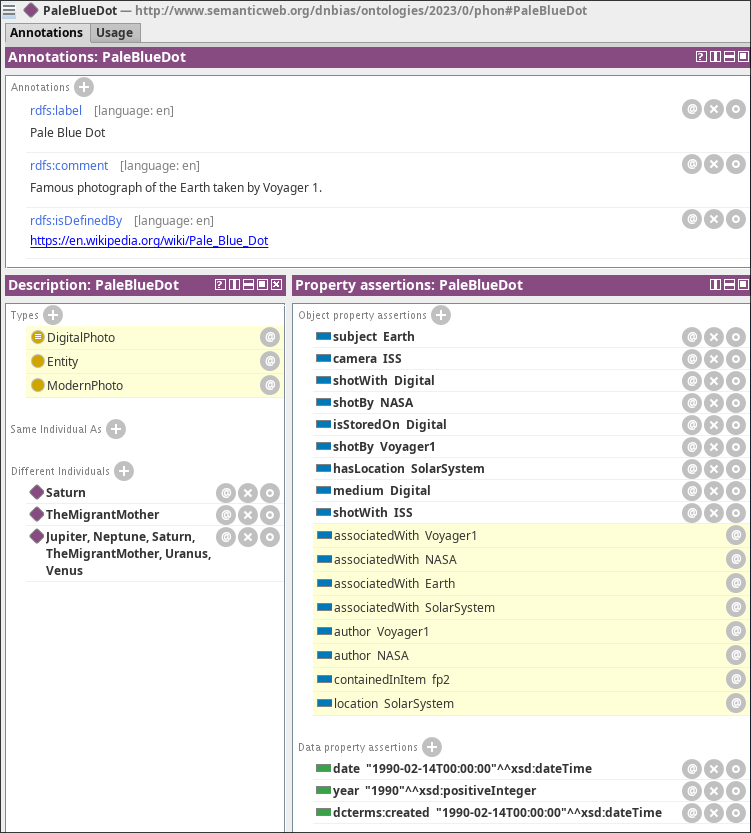 PaleBlueDot — http://www.semanticweb.org/dnbias/ontologies/2023/0/phon#PaleBlueDot
Annotations Usage
Annotations: PaleBlueDot
Annotations
rdfs:label [language: en]
Pale Blue Dot
rdfs:comment [language: en]
Famous photograph of the Earth taken by Voyager 1.
rdfs:isDefinedBy [language: en]
https://en.wikipedia.org/wiki/Pale_Blue_Dot
Description: PaleBlueDot
Types
DigitalPhoto
Entity
ModernPhoto
Same Individual As
Different Individuals
Saturn
TheMigrantMother
Jupiter, Neptune, Saturn,
TheMigrantMother, Uranus,
Venus
Property assertions: PaleBlueDot
Object property assertions
subject Earth
camera ISS
shotWith Digital
shotBy NASA
isStoredOn Digital
shotBy Voyager1
hasLocation SolarSystem
medium Digital
shotWith ISS
associatedWith Voyager1
associatedWith NASA
associatedWith Earth
associatedWith SolarSystem
author Voyager1
author NASA
containedInItem fp2
location SolarSystem
Data property assertions
date "1990-02-14T00:00:00"^^xsd:dateTime
year "1990"^^xsd:positiveInteger
dcterms:created "1990-02-14T00:00:00"^^xsd:dateTime